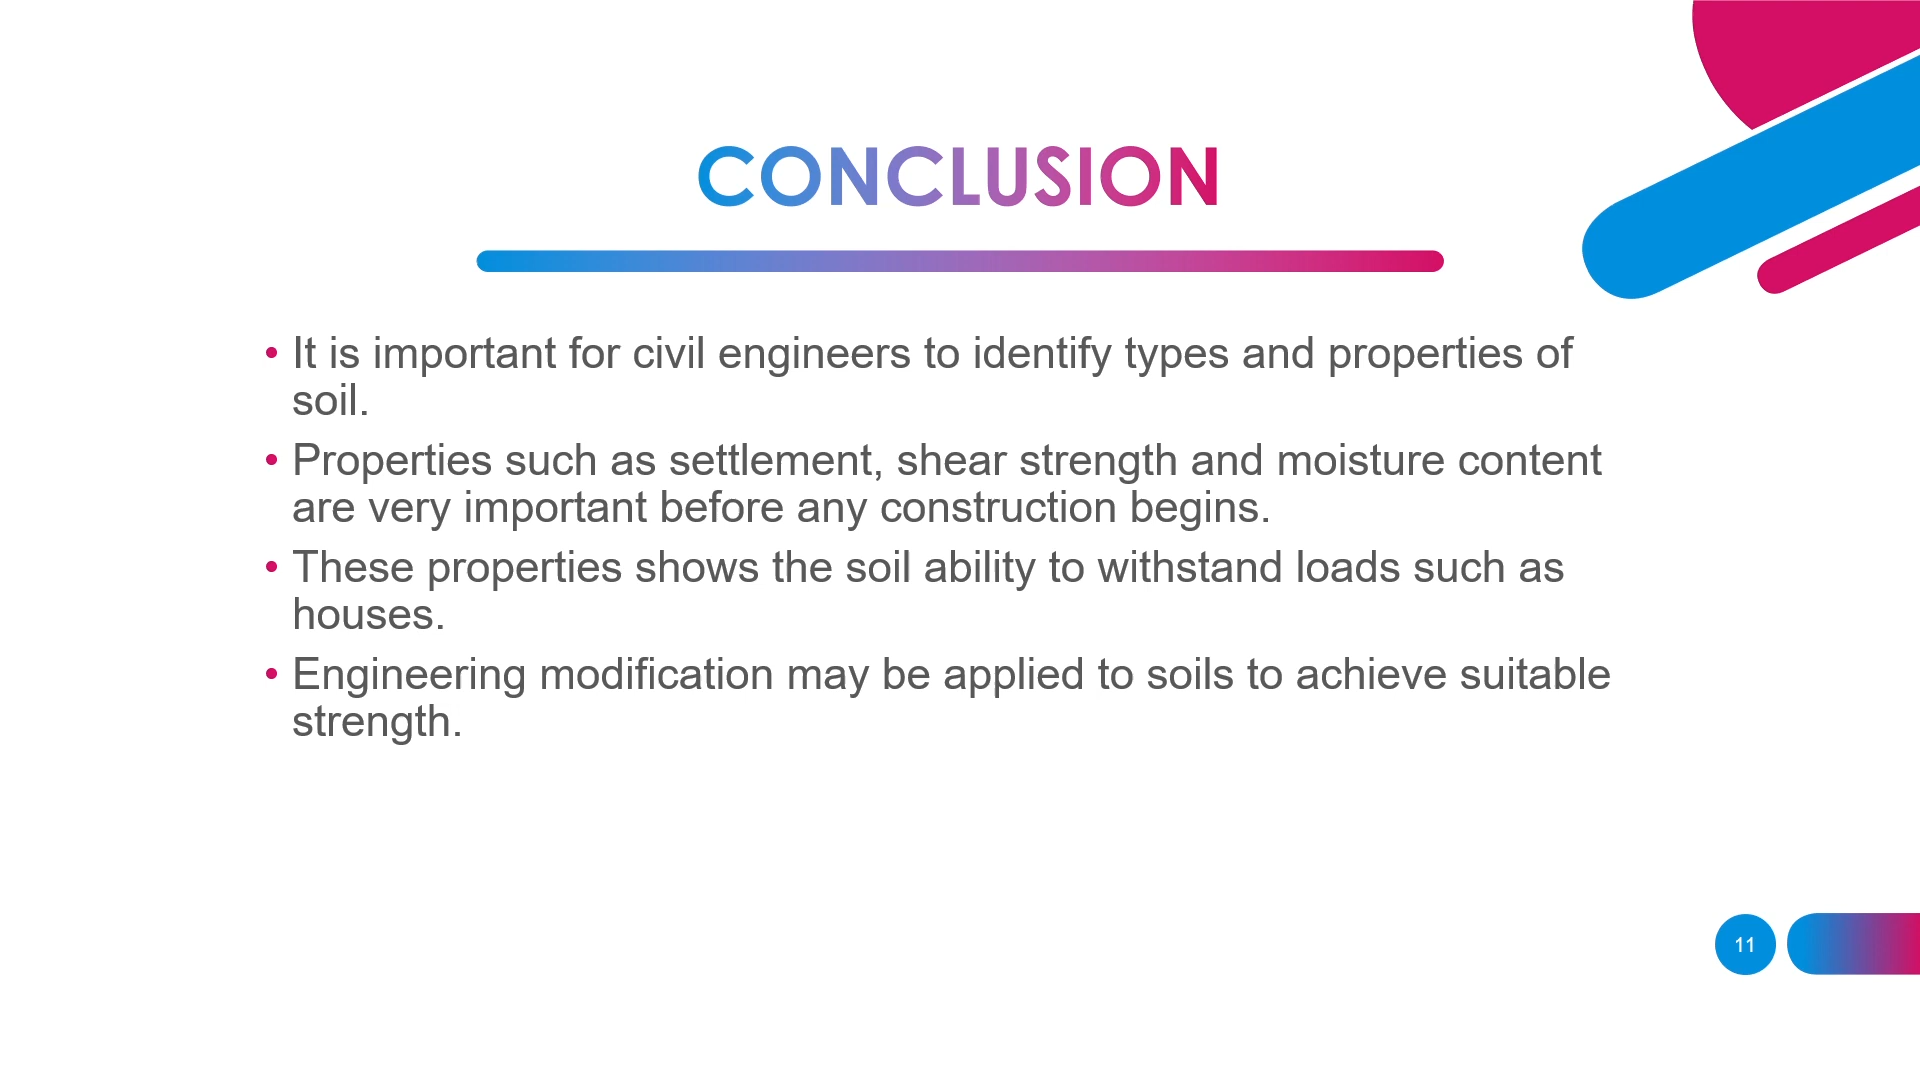 CONCLUSION
• It is important for civil engineers to identify types and properties of
soil.
• Properties such as settlement, shear strength and moisture content
are very important before any construction begins.
• These properties shows the soil ability to withstand loads such as
houses.
• Engineering modification may be applied to soils to achieve suitable
strength.
11